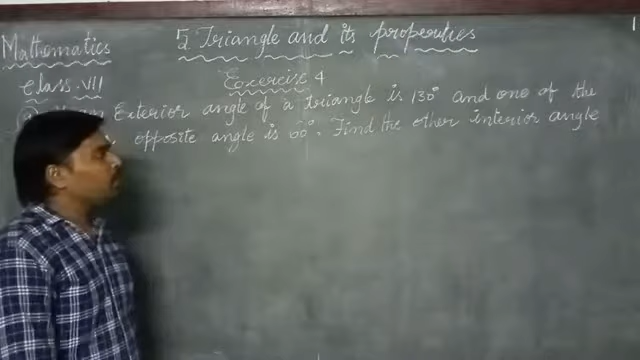 Mathematics
5. Triangle and its properties
Class VII
Exercise 4
Exterior angle of a triangle is 130° and one of the
opposite angle is 60°. Find the other interior angle